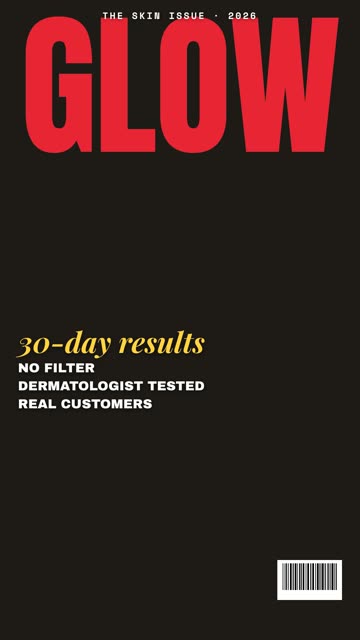 THE SKIN ISSUE · 2026
GLOW
30-day results
NO FILTER
DERMATOLOGIST TESTED
REAL CUSTOMERS